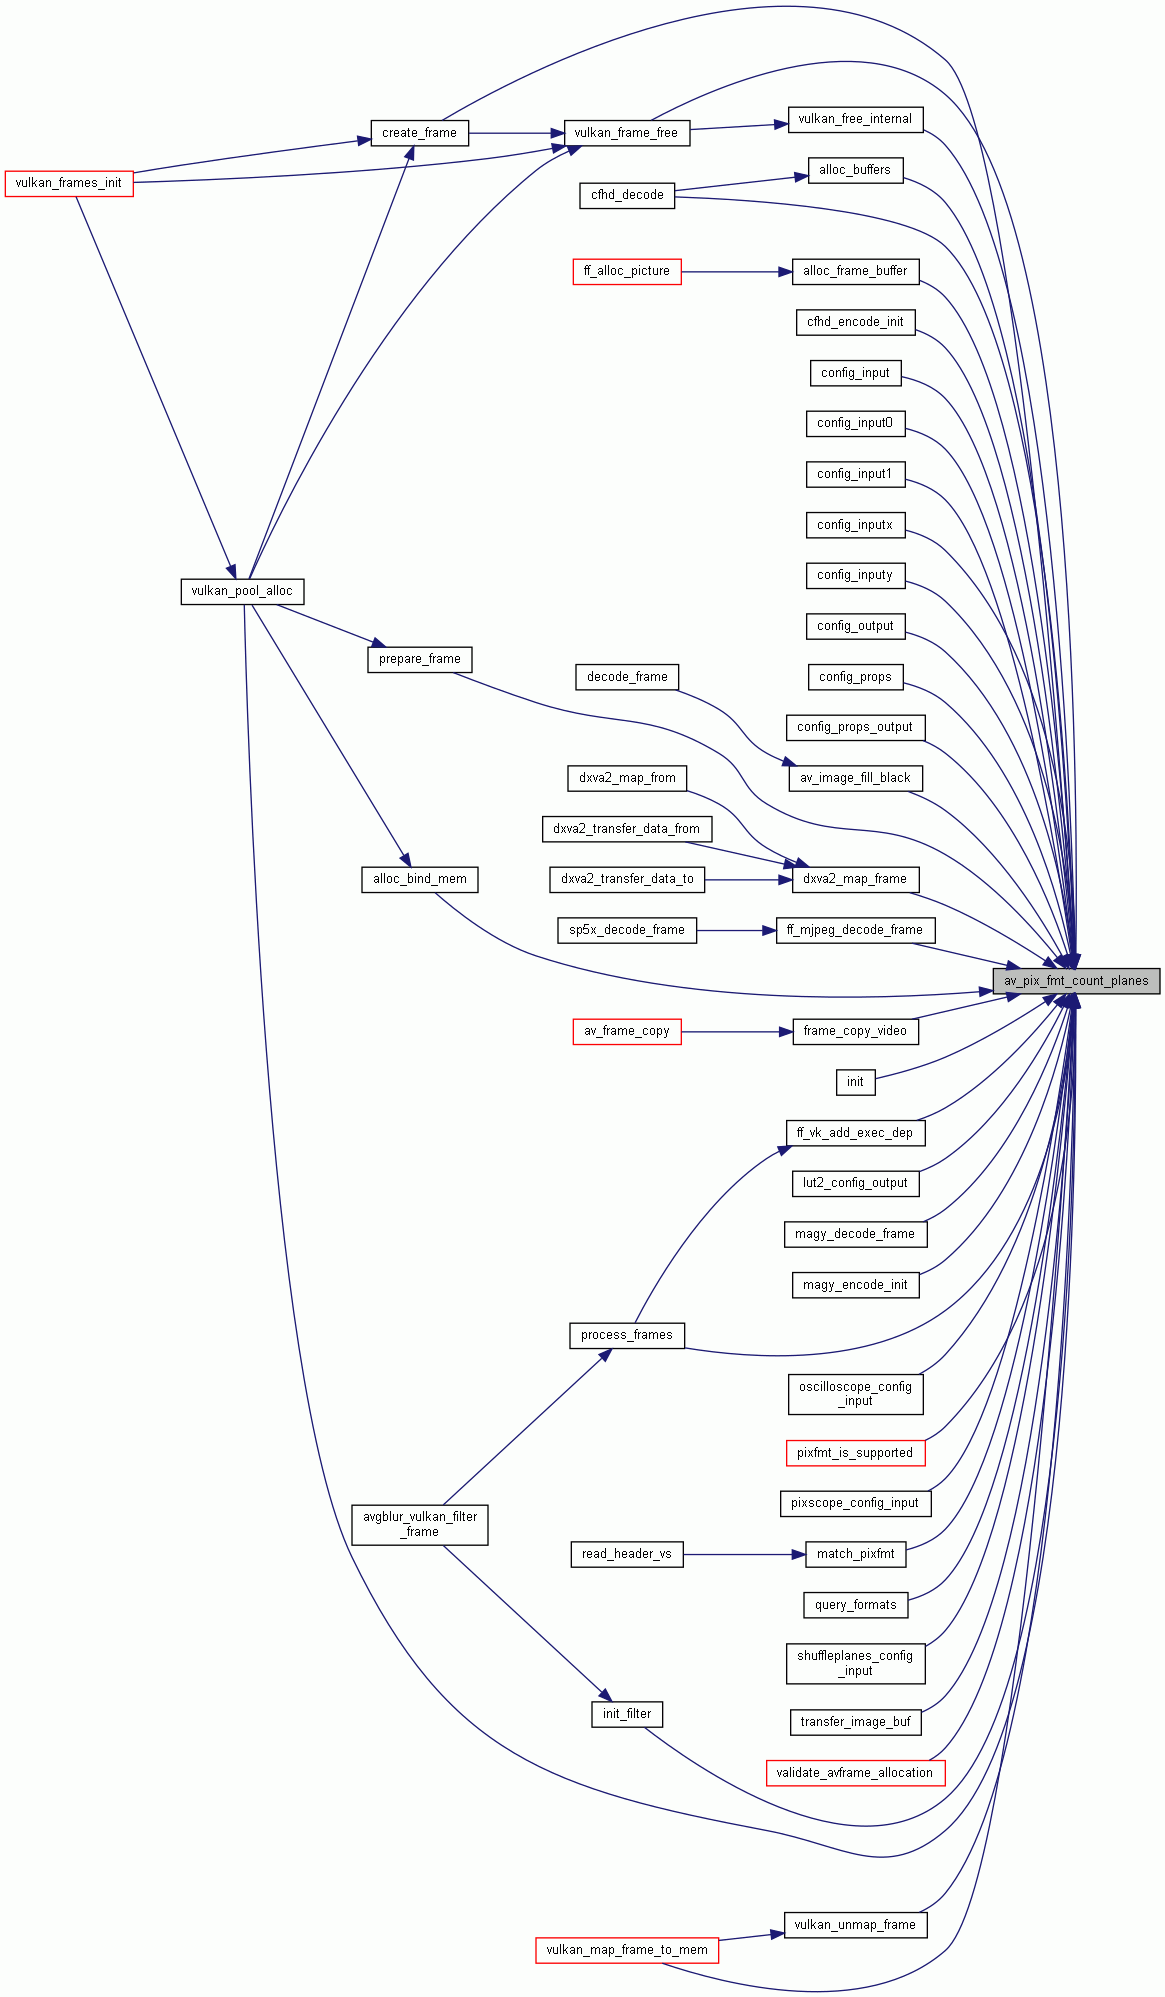 create_frame
vulkan_frame_free
vulkan_free_internal
vulkan_frames_init
alloc_buffers
cfhd_decode
ff_alloc_picture
alloc_frame_buffer
cfhd_encode_init
config_input
config_input0
config_input1
config_inputx
config_inputy
vulkan_pool_alloc
config_output
prepare_frame
decode_frame
config_props
config_props_output
dxva2_map_from
av_image_fill_black
dxva2_transfer_data_from
alloc_bind_mem
dxva2_transfer_data_to
dxva2_map_frame
sp5x_decode_frame
ff_mjpeg_decode_frame
av_pix_fmt_count_planes
av_frame_copy
frame_copy_video
init
ff_vk_add_exec_dep
lut2_config_output
magy_decode_frame
magy_encode_init
process_frames
oscilloscope_config
_input
pixfmt_is_supported
pixscope_config_input
avgblur_vulkan_filter
_frame
read_header_vs
match_pixfmt
query_formats
shuffleplanes_config
_input
init_filter
transfer_image_buf
validate_avframe_allocation
vulkan_unmap_frame
vulkan_map_frame_to_mem